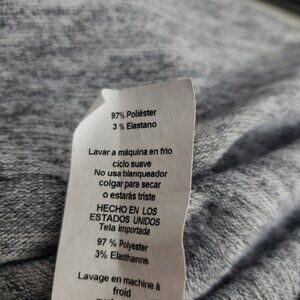 97% Poliéster
3 % Elastano
Lavar a máquina en frio
ciclo suave
No usa blanqueador
colgar para secar
o estarás triste
HECHO EN LOS
ESTADOS UNIDOS
Tela importada
97 % Polyester
3% Elasthanne
Lavage en machine á
froid